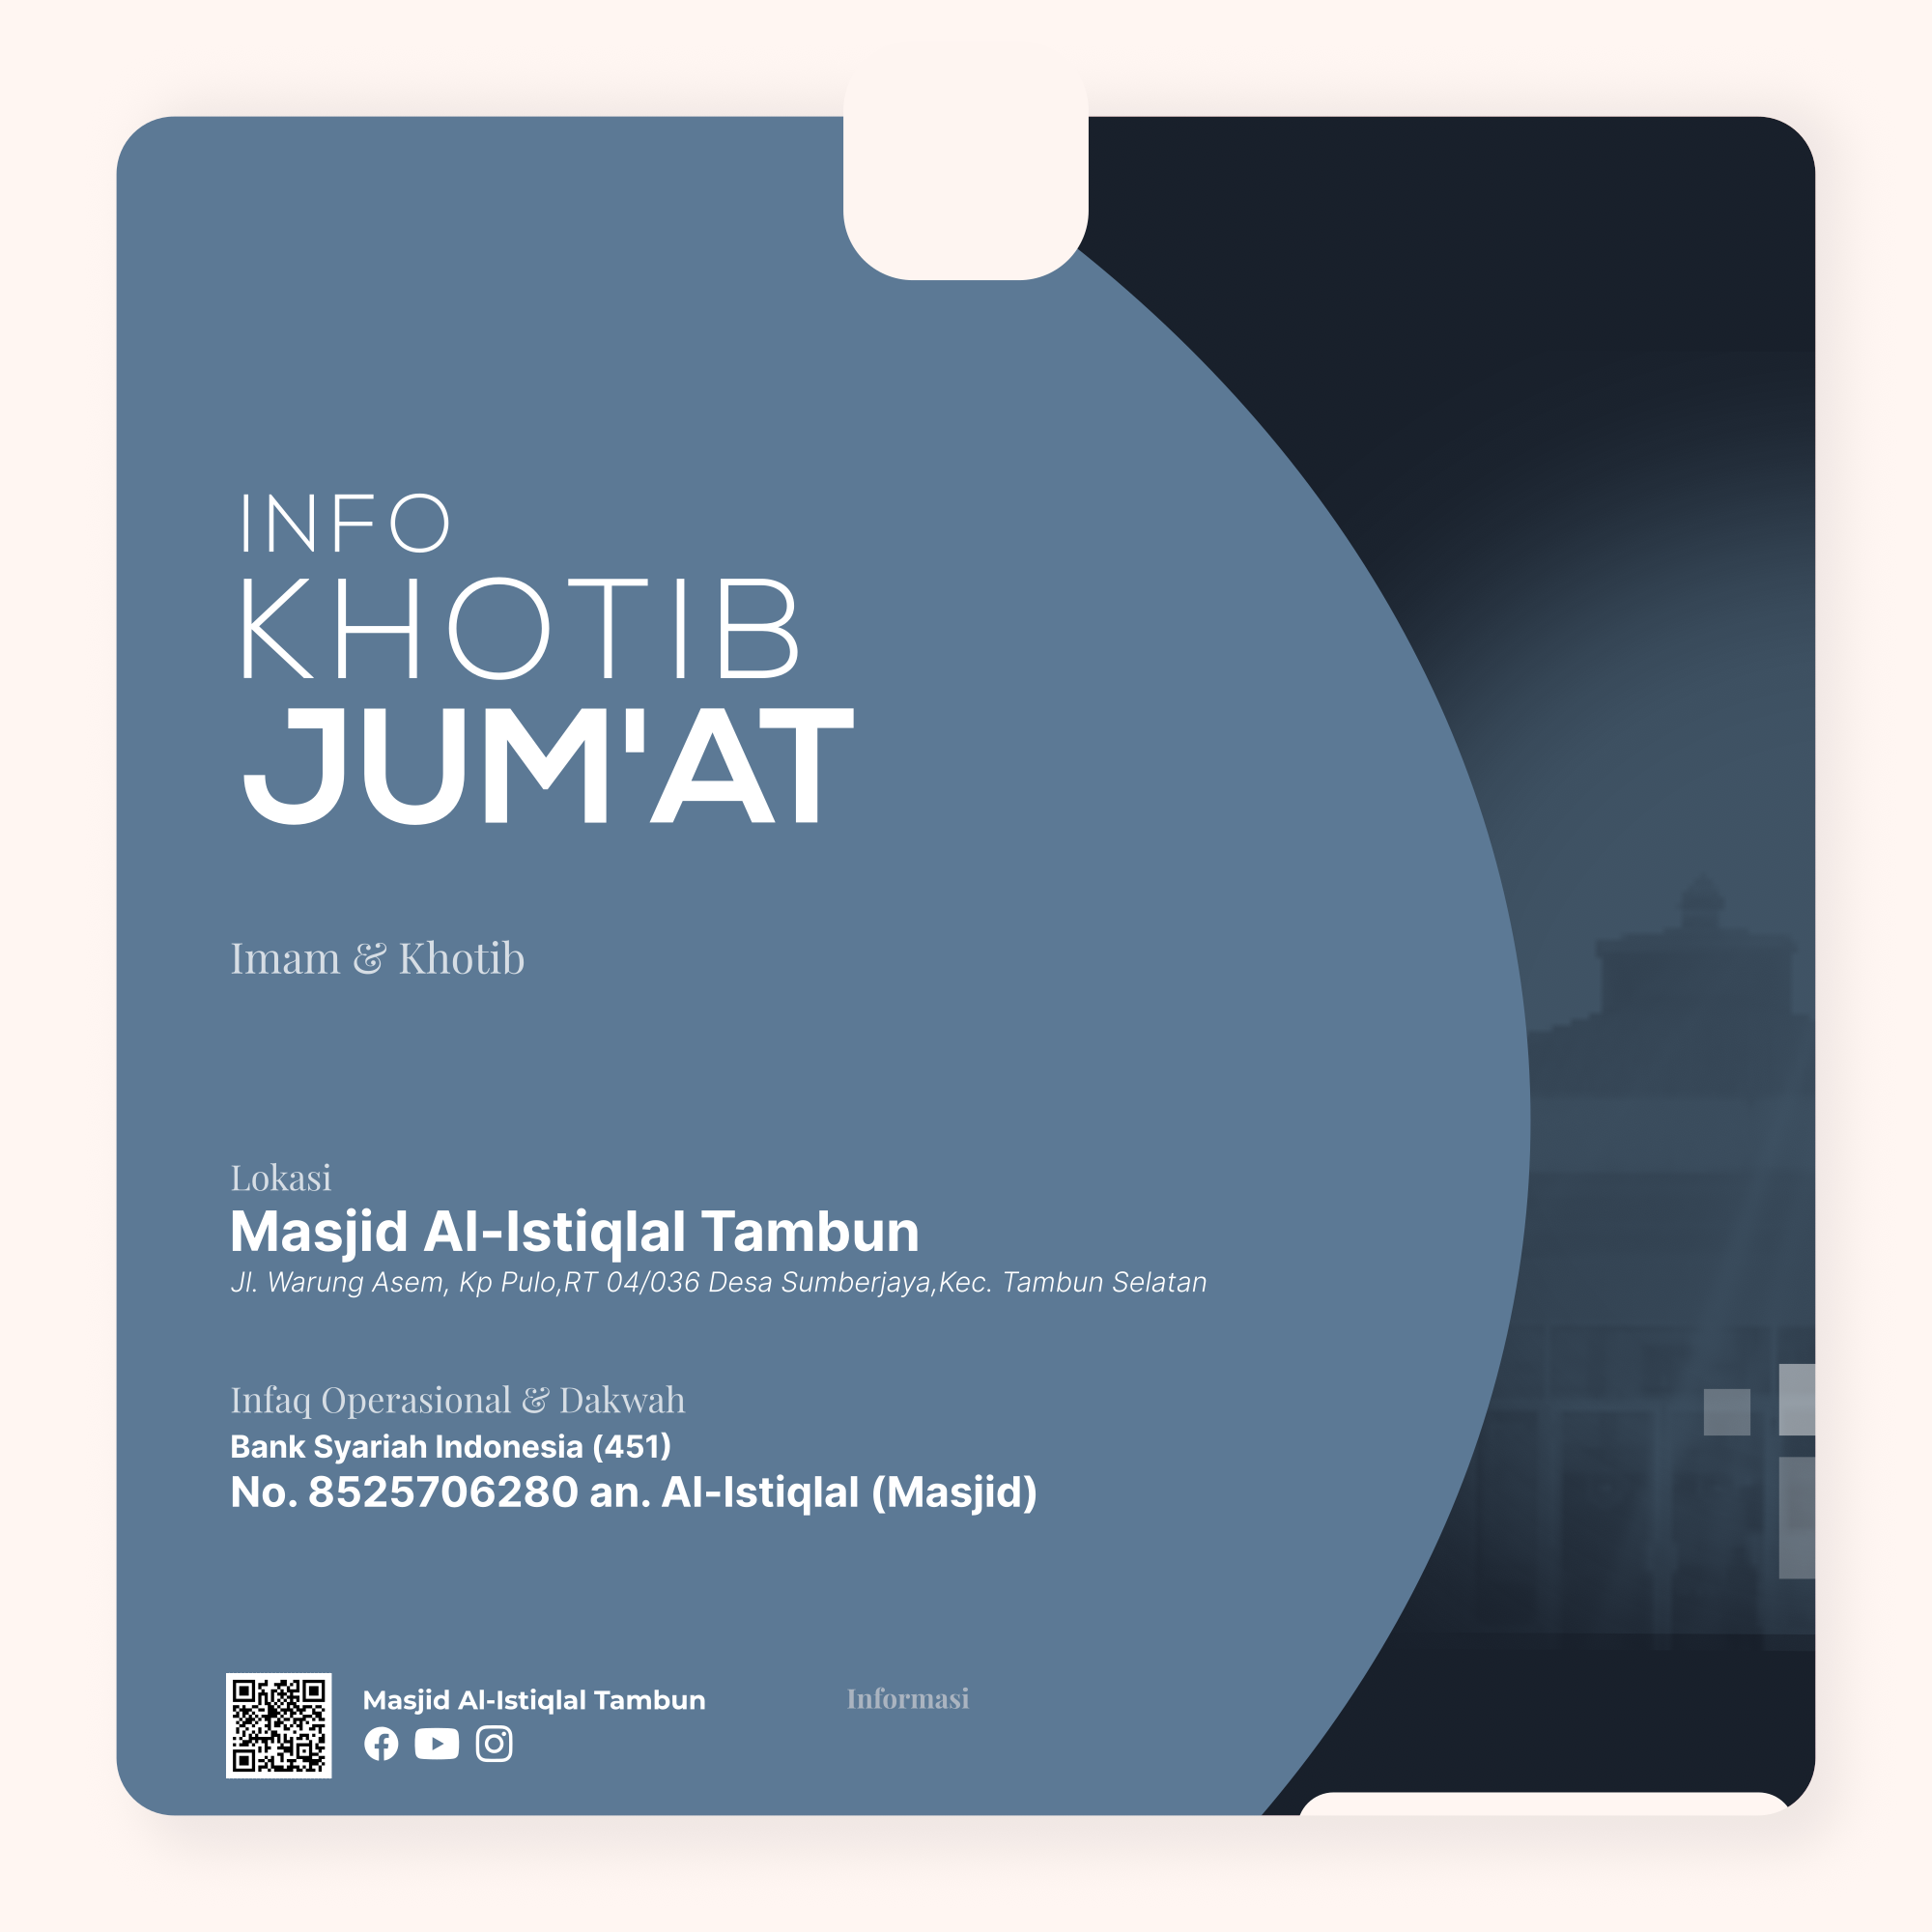 INFO
KHOTIB
JUM'AT
Imam & Khotib
Lokasi
Masjid Al-Istiqlal Tambun
Jl. Warung Asem, Kp Pulo,RT 04/036 Desa Sumberjaya,Kec. Tambun Selatan
Infaq Operasional & Dakwah
Bank Syariah Indonesia (451)
No. 8525706280 an. Al-Istiqlal (Masjid)
Masjid Al-Istiqlal Tambun
Informasi